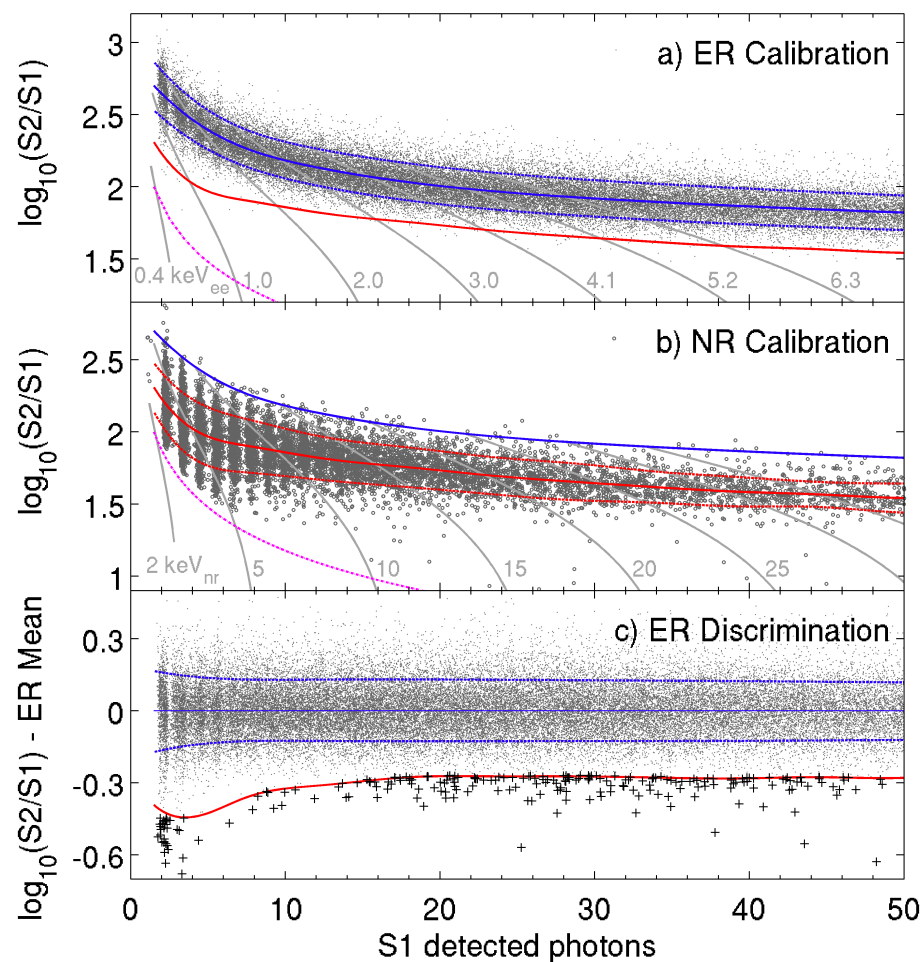 a) ER Calibration
log10(S2/S1)
3
2.5
2
1.5
0.4 keVee 1.0 2.0 3.0 4.1 5.2 6.3
b) NR Calibration
log10(S2/S1)
2.5
2
1.5
1
2 keVnr 5 10 15 20 25
c) ER Discrimination
log10(S2/S1) - ER Mean
0.3
0
-0.3
-0.6
0 10 20 30 40 50
S1 detected photons